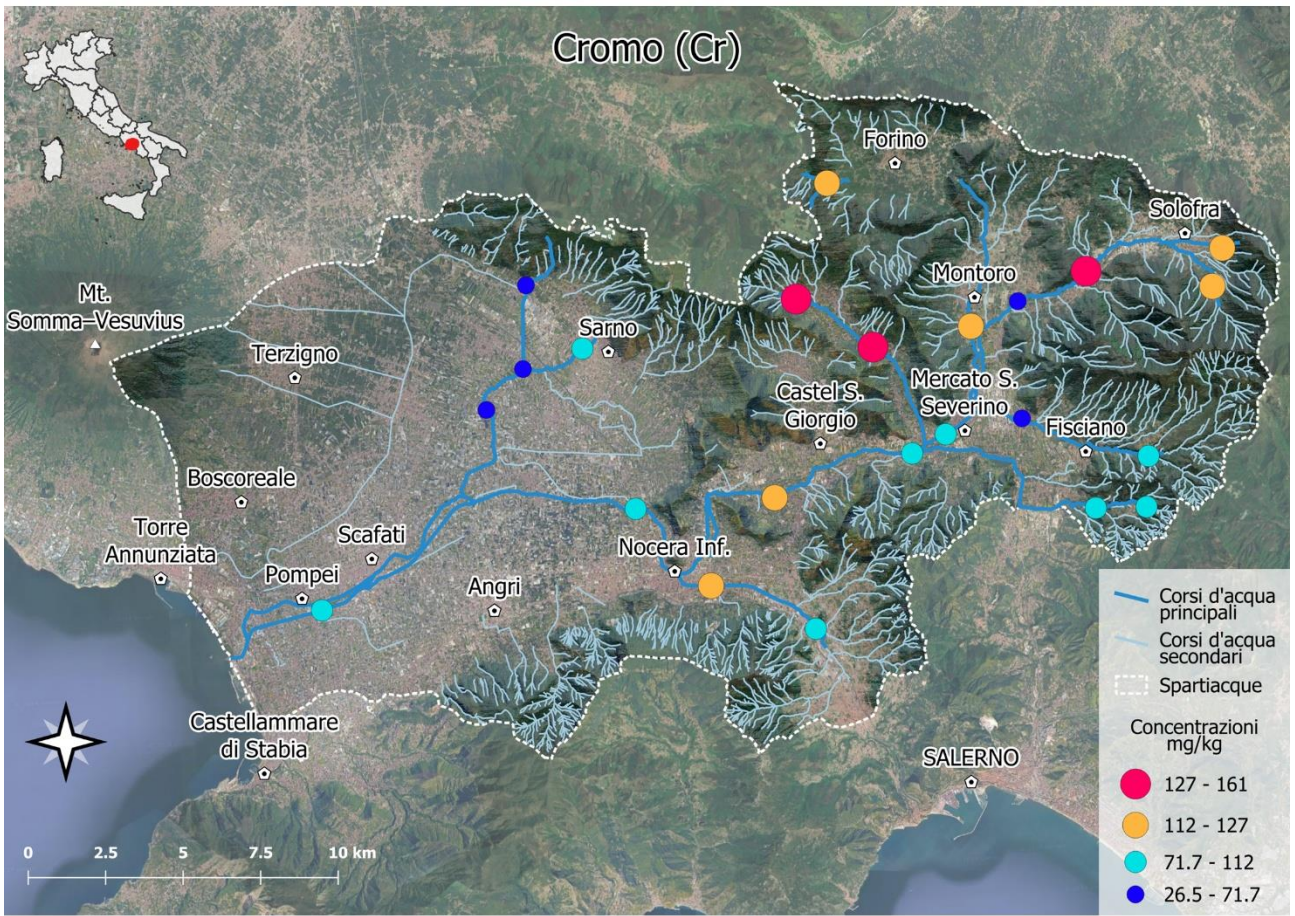 Cromo (Cr)
Forino
Solofra
Montoro
Mt.
Somma–Vesuvius
Sarno
Terzigno
Castel S.
Giorgio
Mercato S.
Severino
Fisciano
Boscoreale
Torre
Annunziata
Scafati
Pompei
Nocera Inf.
Angri
Castellammare
di Stabia
SALERNO
0 2.5 5 7.5 10 km
Corsi d'acqua
principali
Corsi d'acqua
secondari
Spartiacque
Concentrazioni
mg/kg
127 - 161
112 - 127
71.7 - 112
26.5 - 71.7